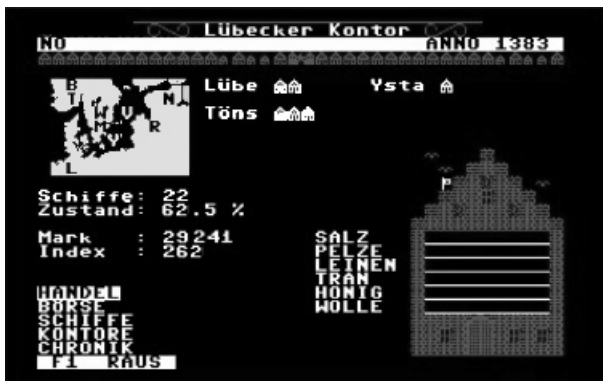 Lübecker Kontor
NO ANNO 1383
B
T N
W V
M R
L
Lübe Ysta
Töns
Schiffe: 22
Zustand: 62.5 %
Mark : 29241
Index : 262
SALZ
PELZE
LEINEN
TRAN
HONIG
WOLLE
HANDEL
BÖRSE
SCHIFFE
KONTORE
CHRONIK
F1 RAUS